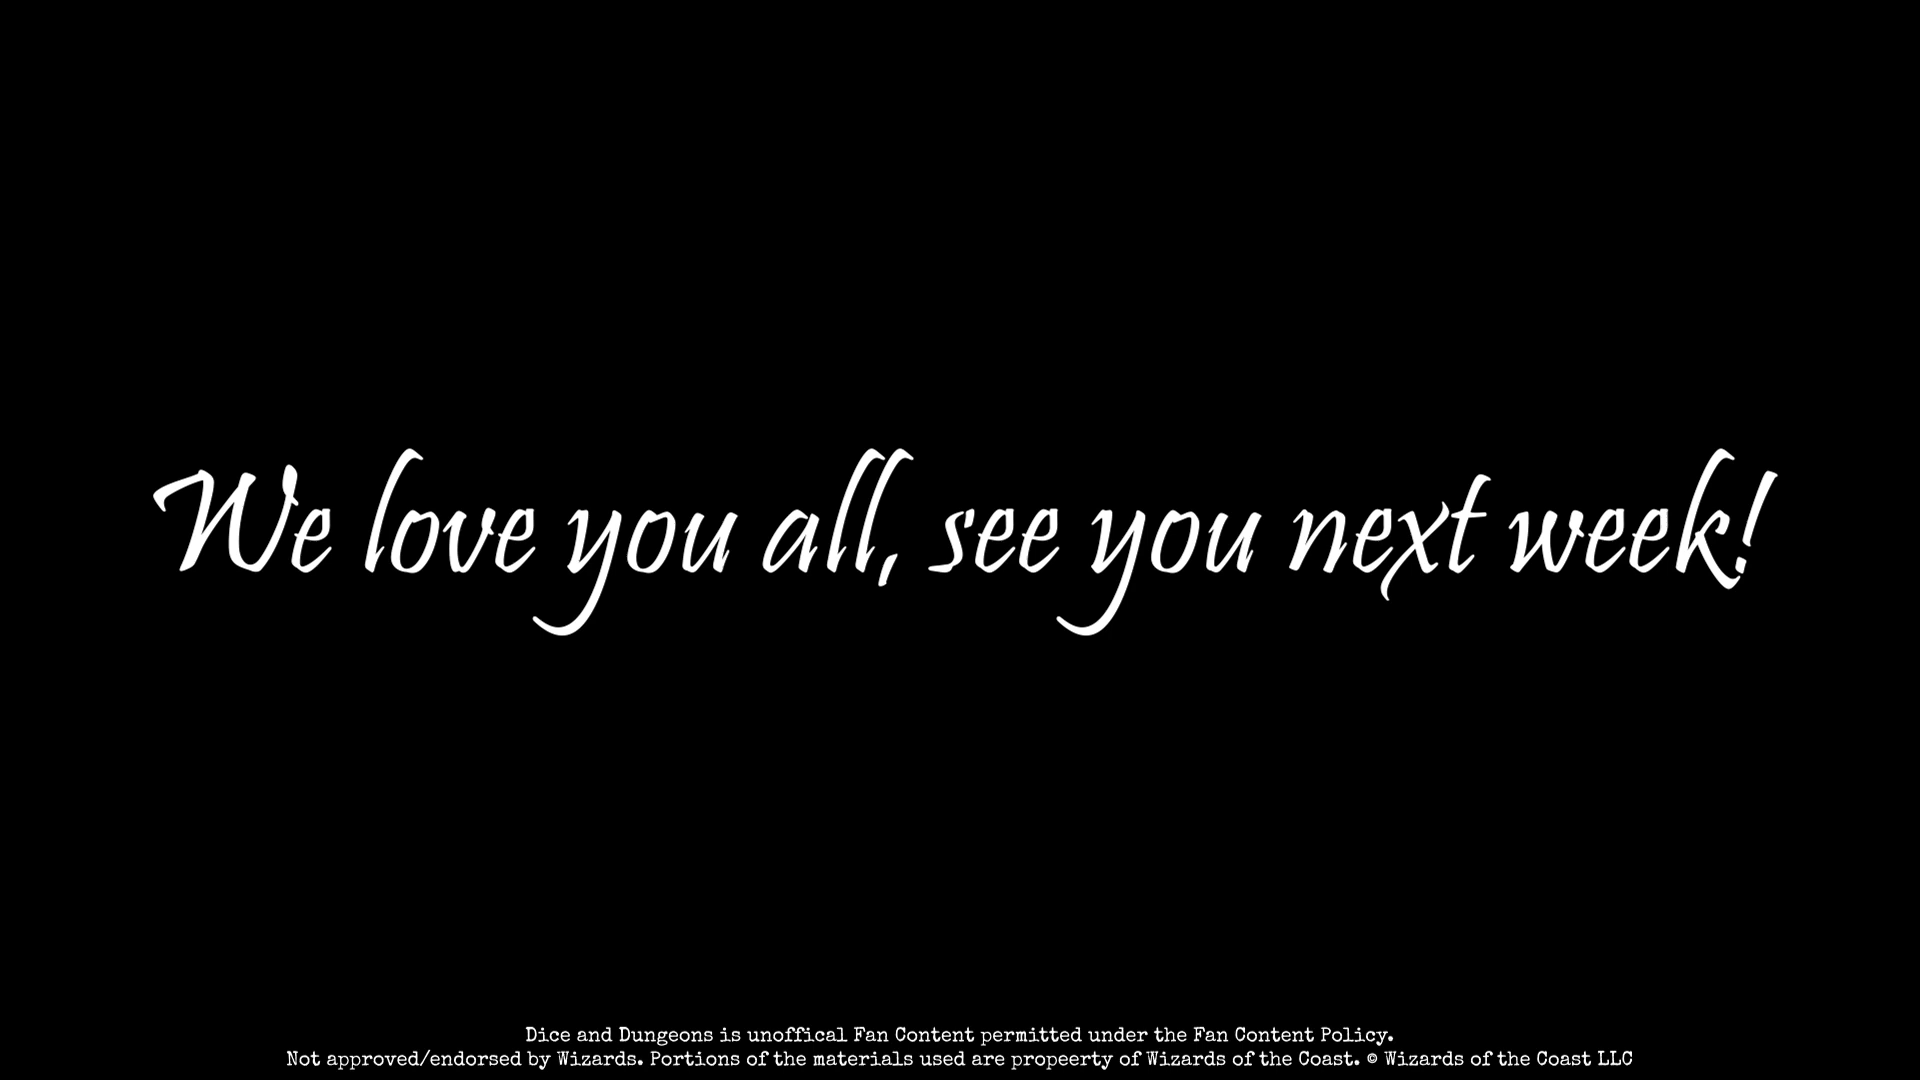 We love you all, see you next week!
Dice and Dungeons is unoffical Fan Content permitted under the Fan Content Policy.
Not approved/endorsed by Wizards. Portions of the materials used are propeerty of Wizards of the Coast. © Wizards of the Coast LLC